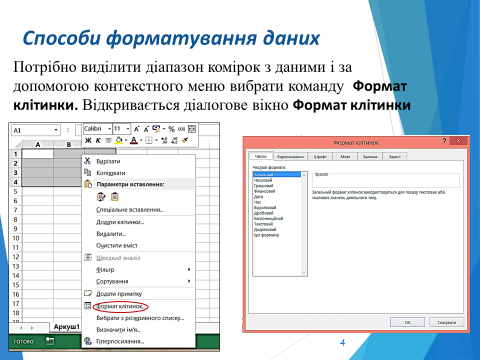 Способи форматування даних
Потрібно виділити діапазон комірок з даними і за
допомогою контекстного меню вибрати команду Формат
клітинки. Відкривається діалогове вікно Формат клітинки
A1
Calibri 11
A B
1
2
3
4
5
6
7
8
9
10
11
12
13
14
15
16
17
18
Вирізати
Копіювати
Параметри вставлення:
Спеціальне вставлення...
Додати клітинки...
Видалити...
Очистити вміст
Швидкий аналіз
Фільтр
Сортування
Додати примітку
Формат клітинок...
Вибрати з розкривного списку...
Визначити ім'я...
Гіперпосилання...
Аркуш1
ГОТОВО
Формат клітинок
Число Вирівнювання Шрифт Межі Заливка Захист
Числові формати:
Загальний
Числовий
Грошовий
Фінансовий
Дата
Час
Відсотковий
Дробовий
Експоненційний
Текстовий
Додатковий
(усі формати)
Зразок
Загальний формат клітинок використовується для показу текстових або
числових значень довільного типу.
OK Скасувати
4